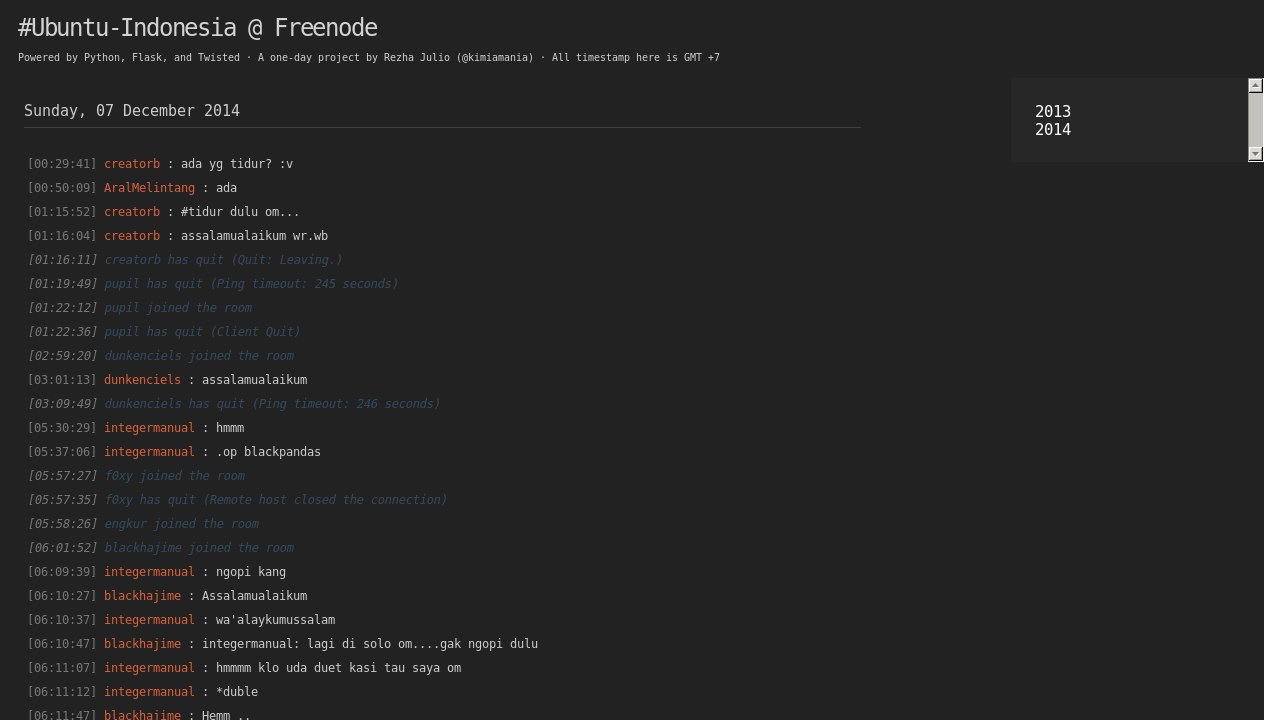 #Ubuntu-Indonesia @ Freenode
Powered by Python, Flask, and Twisted · A one-day project by Rezha Julio (@kimiamania) · All timestamp here is GMT +7
2013
2014
Sunday, 07 December 2014
[00:29:41] creatorb : ada yg tidur? :v
[00:50:09] AralMelintang : ada
[01:15:52] creatorb : #tidur dulu om...
[01:16:04] creatorb : assalamualaikum wr.wb
[01:16:11] creatorb has quit (Quit: Leaving.)
[01:19:49] pupil has quit (Ping timeout: 245 seconds)
[01:22:12] pupil joined the room
[01:22:36] pupil has quit (Client Quit)
[02:59:20] dunkenciels joined the room
[03:01:13] dunkenciels : assalamualaikum
[03:09:49] dunkenciels has quit (Ping timeout: 246 seconds)
[05:30:29] integermanual : hmmm
[05:37:06] integermanual : .op blackpandas
[05:57:27] f0xy joined the room
[05:57:35] f0xy has quit (Remote host closed the connection)
[05:58:26] engkur joined the room
[06:01:52] blackhajime joined the room
[06:09:39] integermanual : ngopi kang
[06:10:27] blackhajime : Assalamualaikum
[06:10:37] integermanual : wa'alaykumussalam
[06:10:47] blackhajime : integermanual: lagi di solo om....gak ngopi dulu
[06:11:07] integermanual : hmmmm klo uda duet kasi tau saya om
[06:11:12] integermanual : *duble
[06:11:47] blackhajime : Hemm ..